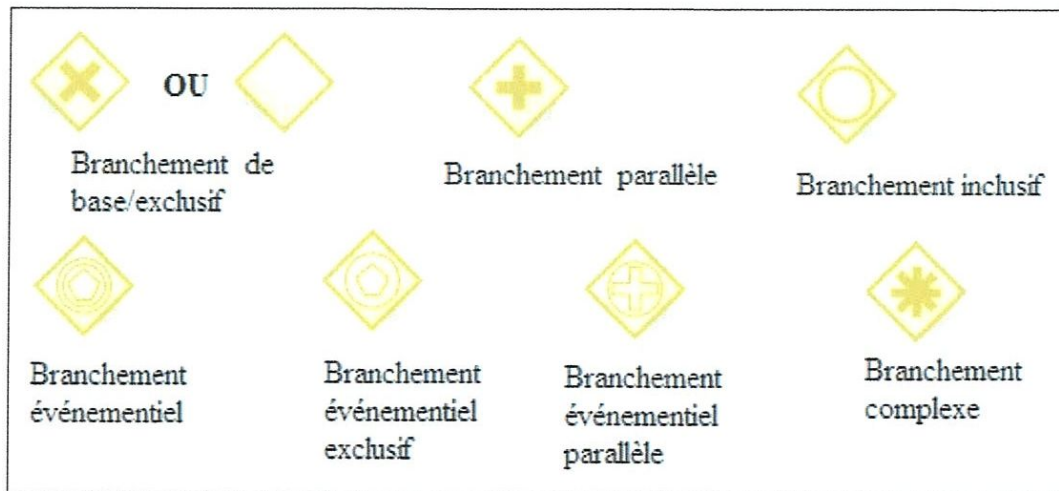 OU
Branchement de
base/exclusif
Branchement parallèle
Branchement inclusif
Branchement
événementiel
Branchement
événementiel
exclusif
Branchement
événementiel
parallèle
Branchement
complexe